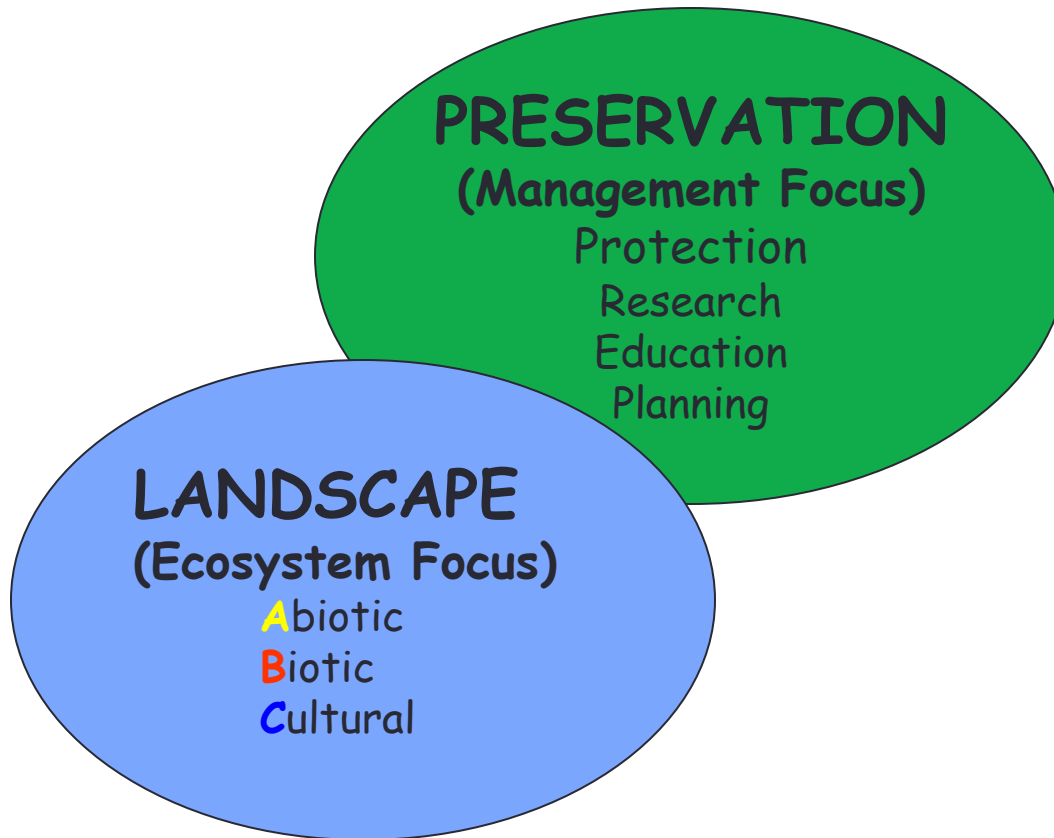 PRESERVATION
(Management Focus)
Protection
Research
Education
Planning
LANDSCAPE
(Ecosystem Focus)
Abiotic
Biotic
Cultural